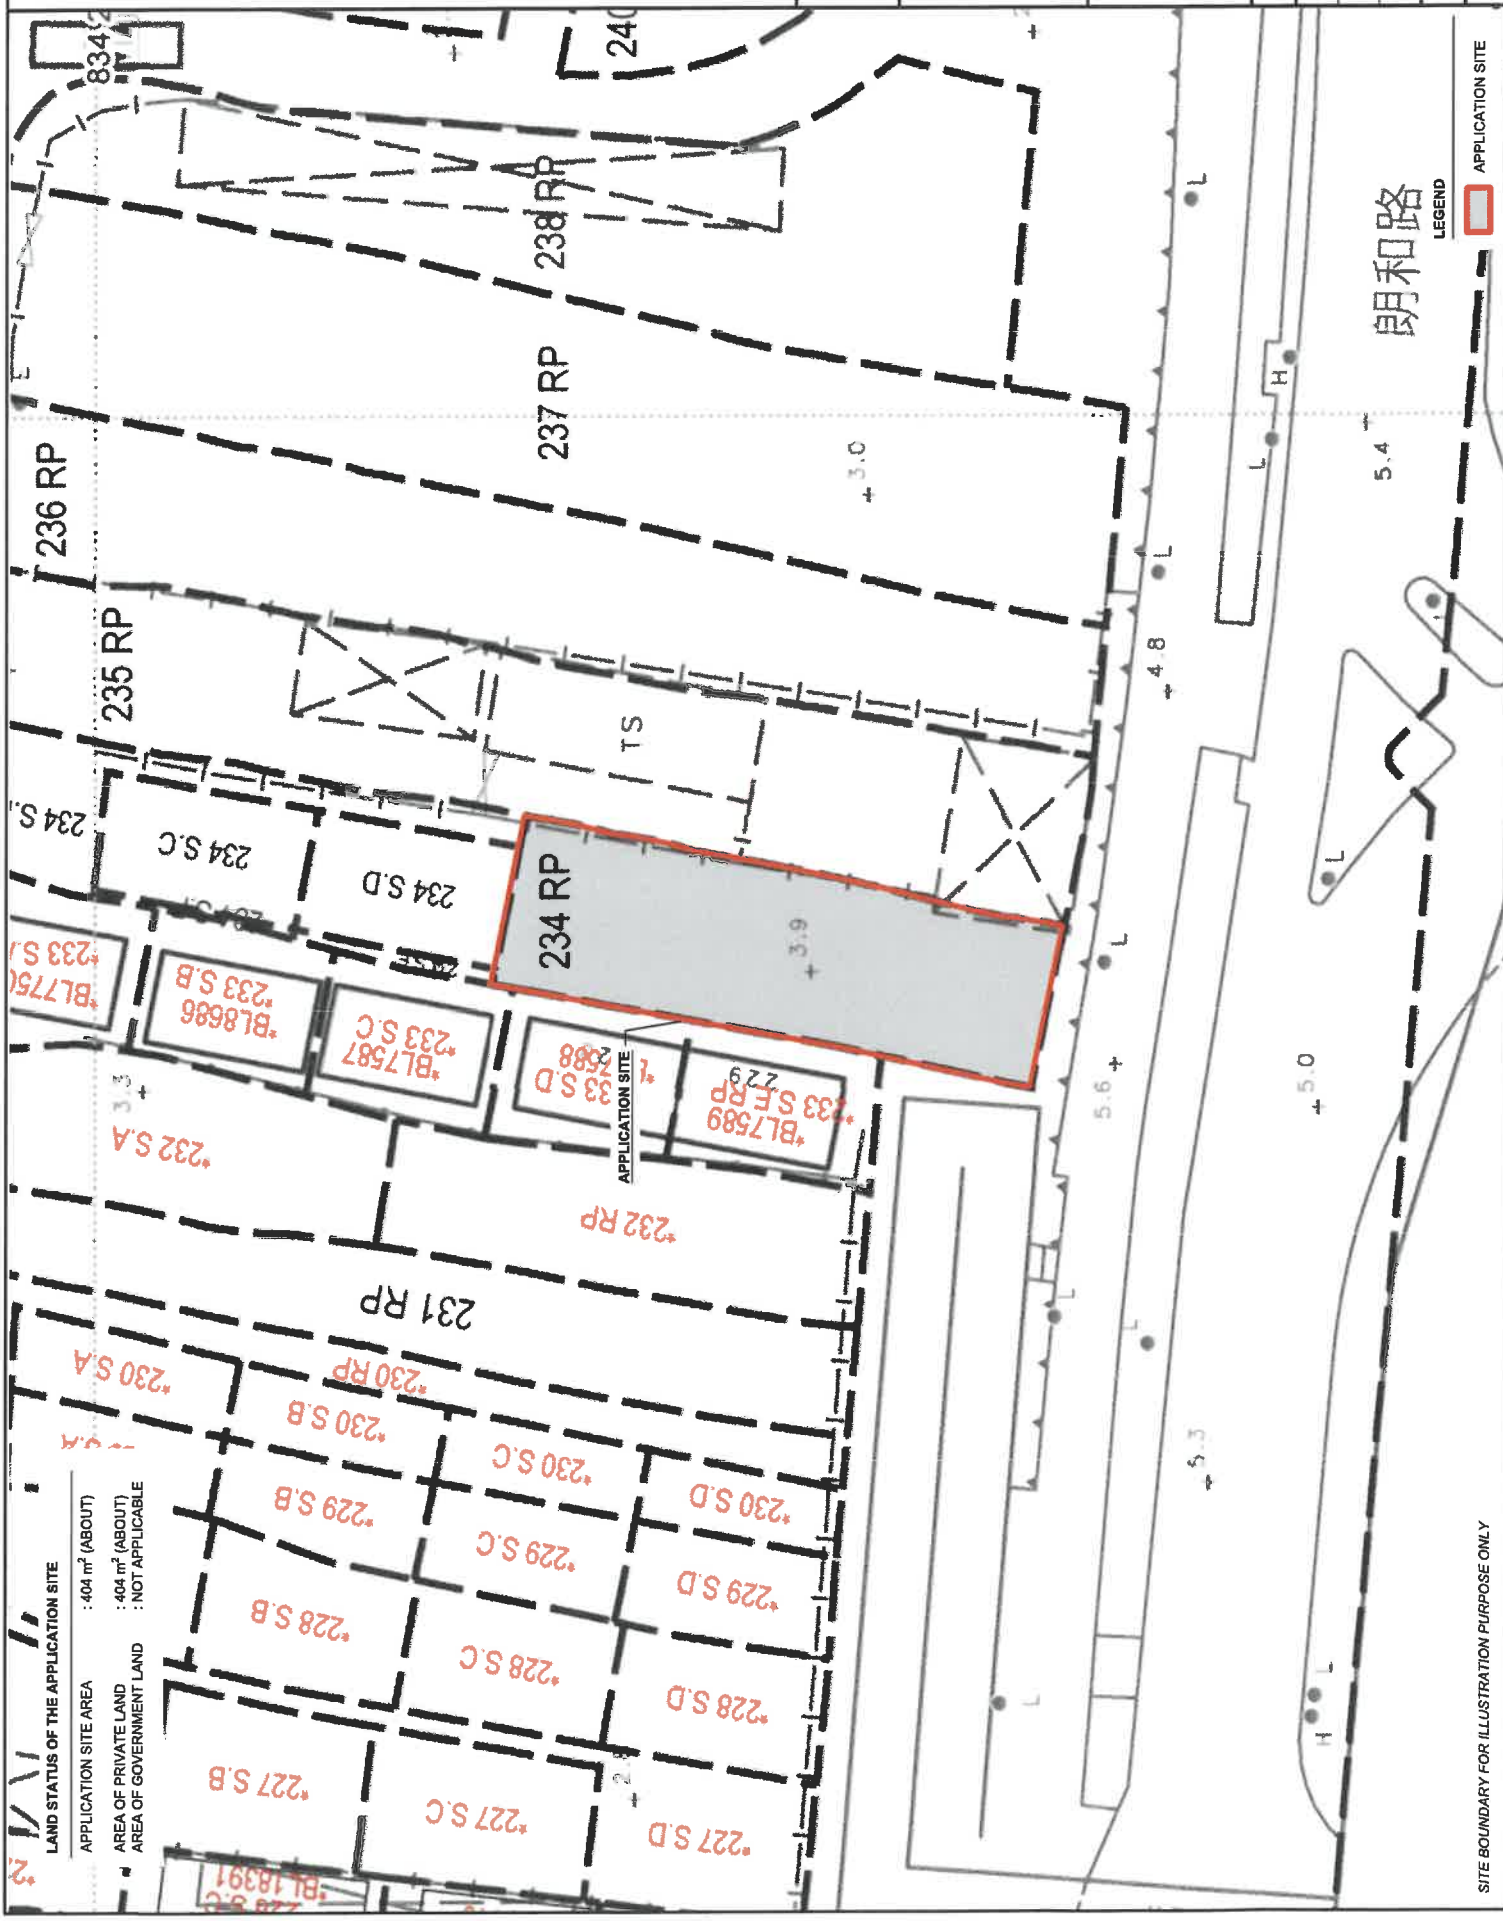 LAND STATUS OF THE APPLICATION SITE
APPLICATION SITE AREA : 404 m² (ABOUT)
AREA OF PRIVATE LAND : 404 m² (ABOUT)
AREA OF GOVERNMENT LAND : NOT APPLICABLE
834
240
236 RP
235 RP
237 RP
238 RP
234 S.C
234 S.D
234 RP
3.9
3.0
TS
*233 S.B
*BL8686
*233 S.C
*BL7587
33 S.D
*233 S.E RP
*BL7589
229
APPLICATION SITE
3.3
*232 S.A
*232 RP
231 RP
*230 S.A
*230 RP
*230 S.B
*230 S.C
*230 S.D
*229 S.B
*229 S.C
*229 S.D
*228 S.B
*228 S.C
*228 S.D
*227 S.B
*227 S.C
*227 S.D
*BL18391
L
L
L
L
L
L
L
L
L
H
H
4.8
5.4
5.6
5.0
5.3
朗和路
LEGEND
APPLICATION SITE
SITE BOUNDARY FOR ILLUSTRATION PURPOSE ONLY